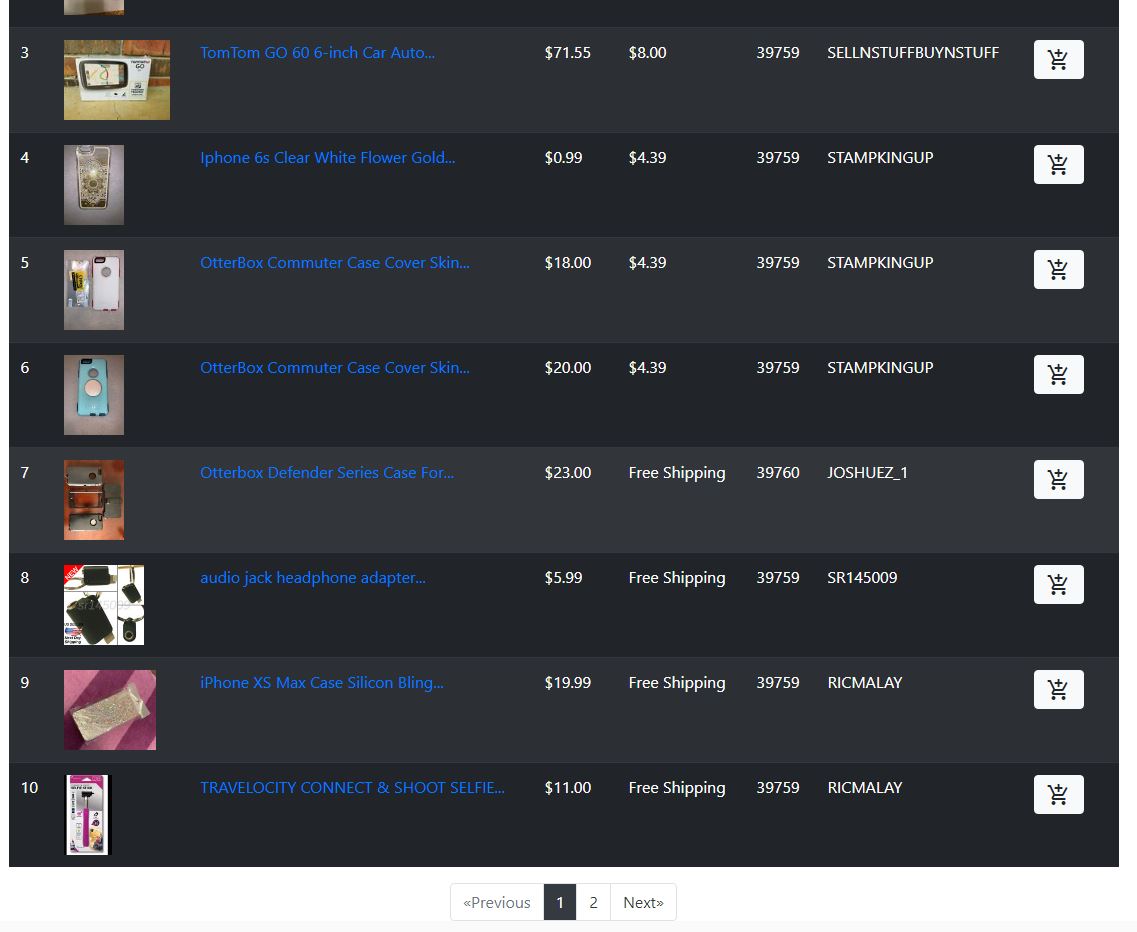 3 TomTom GO 60 6-inch Car Auto... $71.55 $8.00 39759 SELLNSTUFFBUYNSTUFF
4 Iphone 6s Clear White Flower Gold... $0.99 $4.39 39759 STAMPKINGUP
5 OtterBox Commuter Case Cover Skin... $18.00 $4.39 39759 STAMPKINGUP
6 OtterBox Commuter Case Cover Skin... $20.00 $4.39 39759 STAMPKINGUP
7 Otterbox Defender Series Case For... $23.00 Free Shipping 39760 JOSHUEZ_1
8 audio jack headphone adapter... $5.99 Free Shipping 39759 SR145009
NEW
sr145009
9 iPhone XS Max Case Silicon Bling... $19.99 Free Shipping 39759 RICMALAY
10 TRAVELOCITY CONNECT & SHOOT SELFIE... $11.00 Free Shipping 39759 RICMALAY
«Previous 1 2 Next»